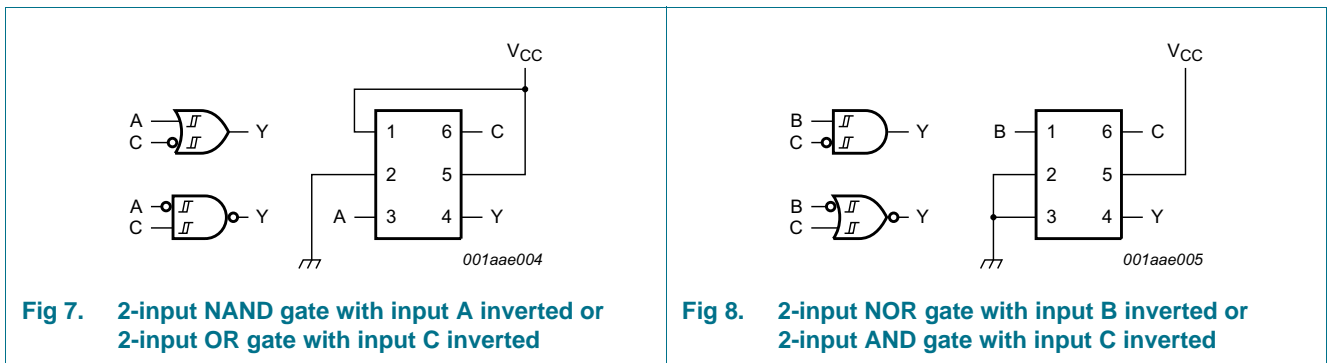 VCC
A
C
Y
A
C
Y
1 6 C
2 5
A 3 4 Y
001aae004
Fig 7. 2-input NAND gate with input A inverted or
2-input OR gate with input C inverted
VCC
B
C
Y
B
C
Y
B 1 6 C
2 5
3 4 Y
001aae005
Fig 8. 2-input NOR gate with input B inverted or
2-input AND gate with input C inverted